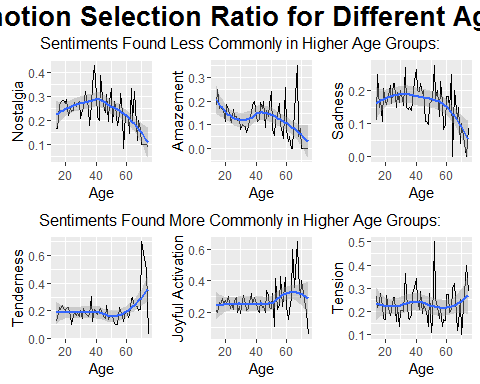 notion Selection Ratio for Different Ag
Sentiments Found Less Commonly in Higher Age Groups:
Nostalgia
0.4
0.3
0.2
0.1
20 40 60
Age
Amazement
0.3
0.2
0.1
0.0
20 40 60
Age
Sadness
0.2
0.1
0.0
20 40 60
Age
Sentiments Found More Commonly in Higher Age Groups:
Tenderness
0.6
0.4
0.2
0.0
20 40 60
Age
Joyful Activation
0.6
0.4
0.2
20 40 60
Age
Tension
0.5
0.4
0.3
0.2
0.1
20 40 60
Age